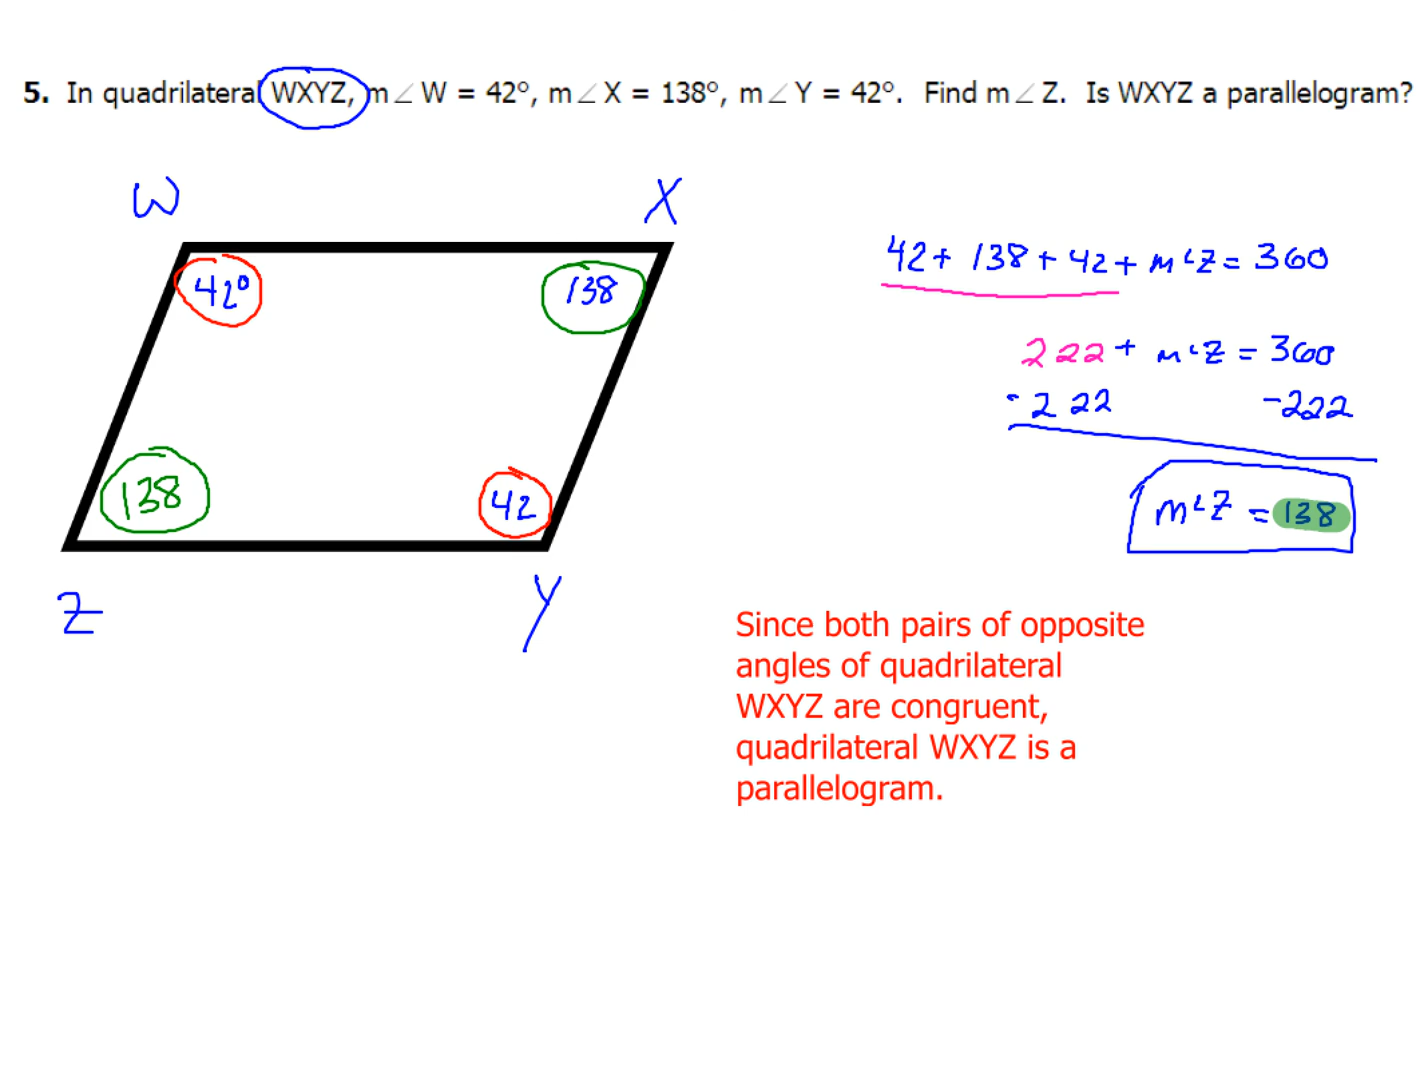 5. In quadrilateral WXYZ, m∠W = 42°, m∠X = 138°, m∠Y = 42°. Find m∠Z. Is WXYZ a parallelogram?
W
X
42°
138
138
42
Z
Y
42 + 138 + 42 + m∠Z = 360
222 + m∠Z = 360
-222 -222
m∠Z = 138
Since both pairs of opposite
angles of quadrilateral
WXYZ are congruent,
quadrilateral WXYZ is a
parallelogram.